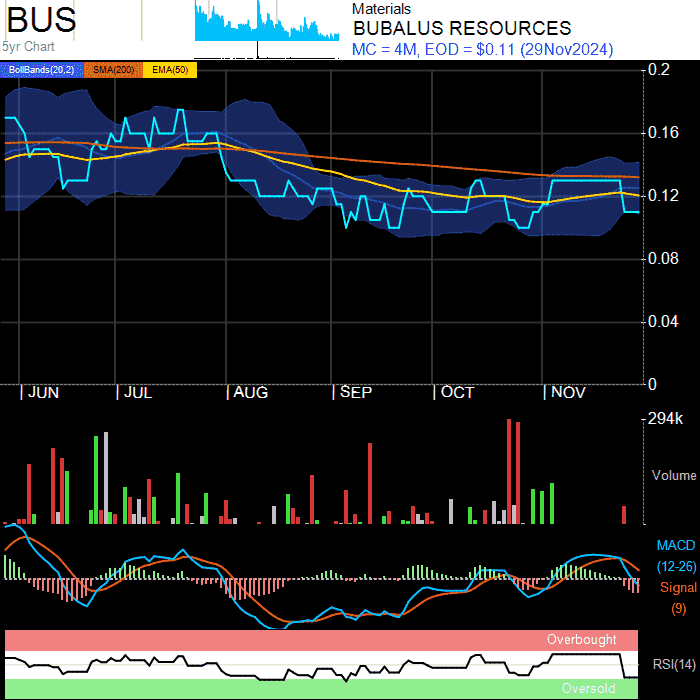 BUS
5yr Chart
Materials
BUBALUS RESOURCES
MC = 4M, EOD = $0.11 (29Nov2024)
BollBands(20,2) SMA(200) EMA(50)
0.2
0.16
0.12
0.08
0.04
0
JUN JUL AUG SEP OCT NOV
294k
Volume
MACD
(12-26)
Signal
(9)
Overbought
RSI(14)
Oversold